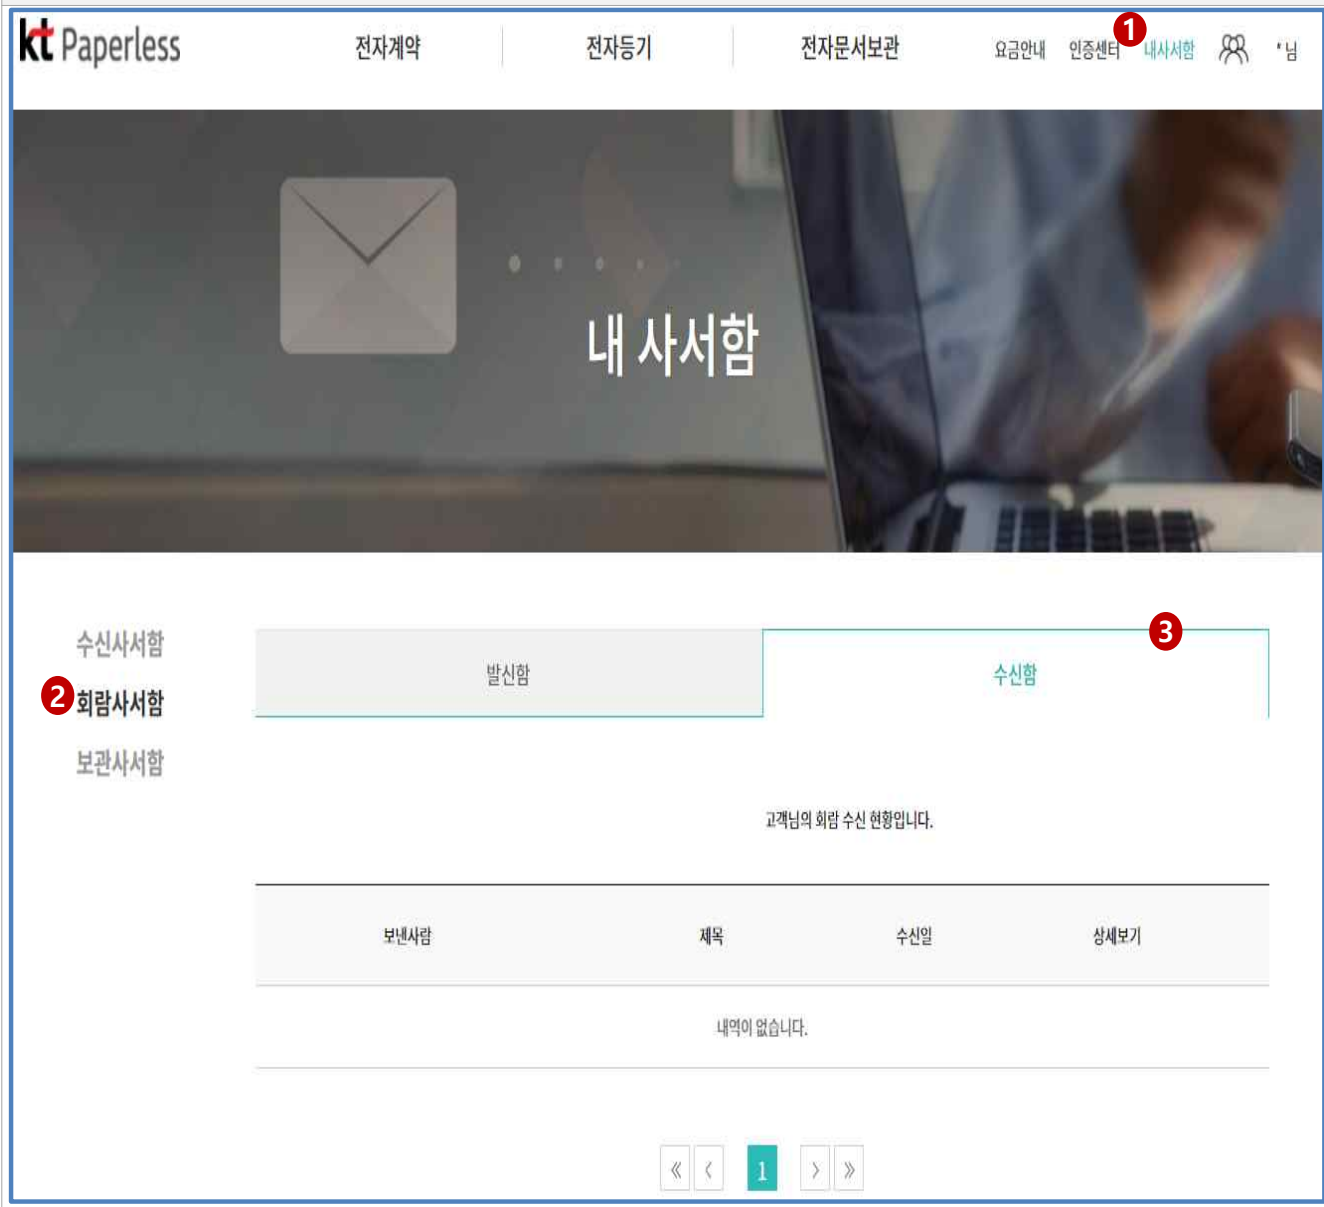 kt Paperless 전자계약 전자등기 전자문서보관 요금안내 인증센터 1 내사서함 * 님
내 사서함
수신사서함
2 회람사서함
보관사서함
발신함 수신함 3
고객님의 회람 수신 현황입니다.
보낸사람 제목 수신일 상세보기
내역이 없습니다.
« < 1 > »